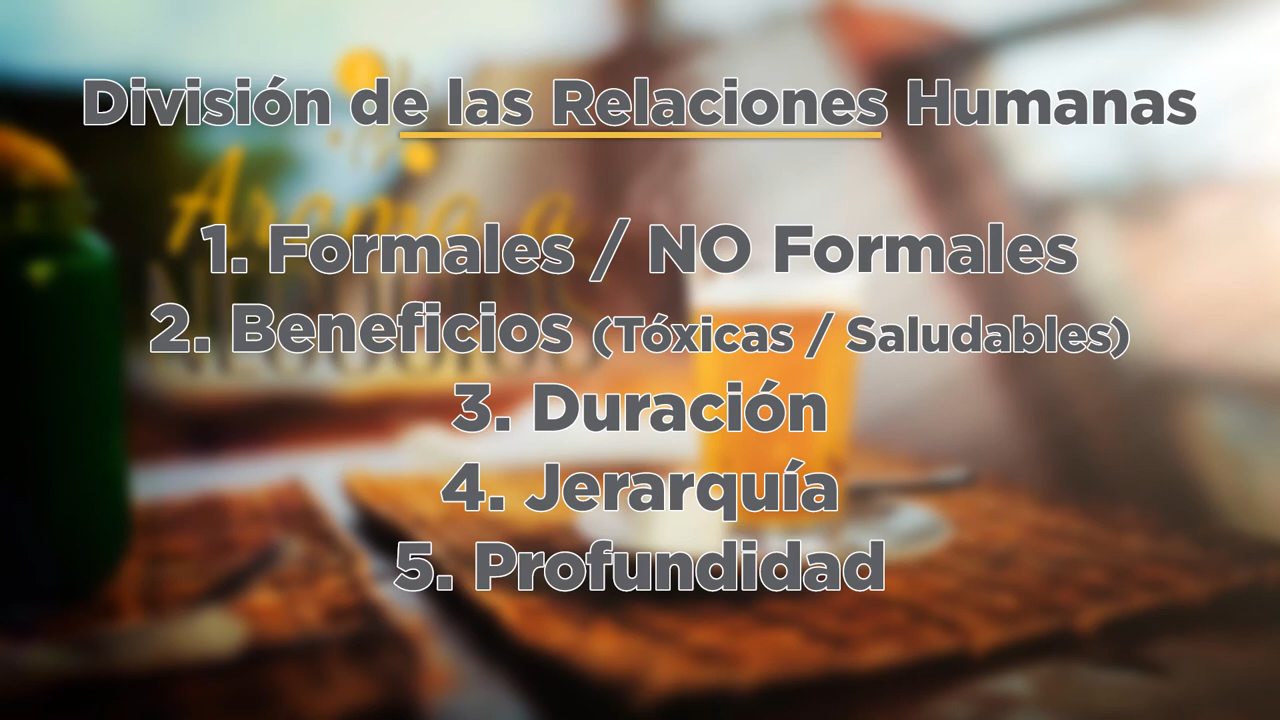 División de las Relaciones Humanas
Aroma a
1. Formales / NO Formales
2. Beneficios (Tóxicas / Saludables)
3. Duración
4. Jerarquía
5. Profundidad